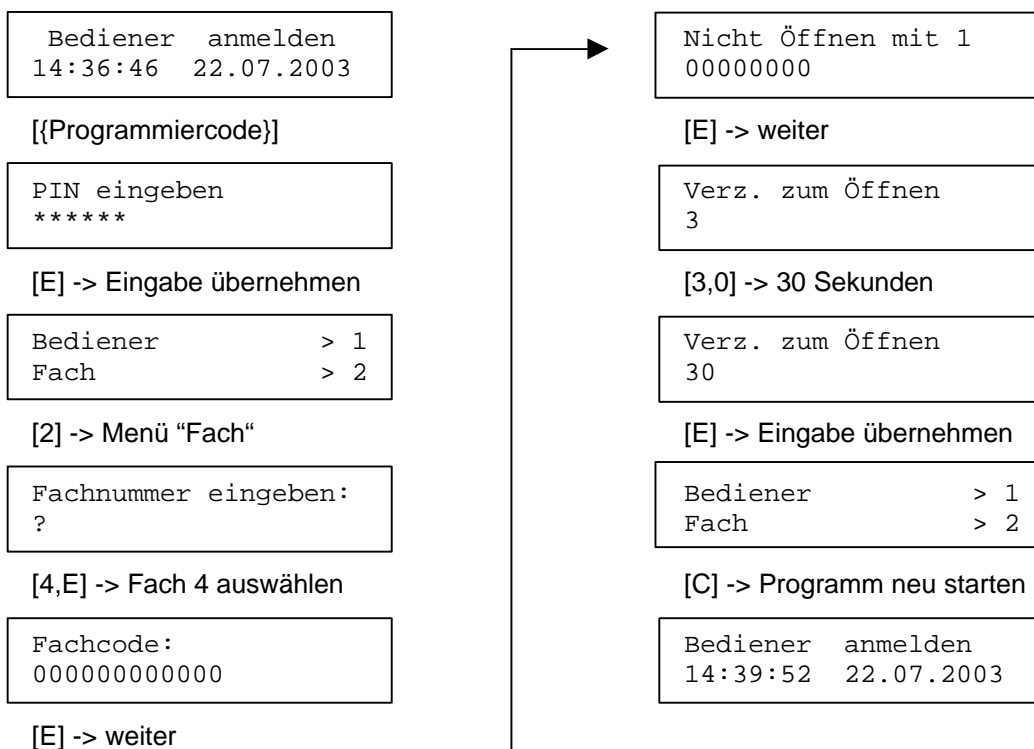 Bediener anmelden
14:36:46 22.07.2003
[{Programmiercode}]
PIN eingeben
******
[E] -> Eingabe übernehmen
Bediener > 1
Fach > 2
[2] -> Menü “Fach“
Fachnummer eingeben:
?
[4,E] -> Fach 4 auswählen
Fachcode:
000000000000
[E] -> weiter
Nicht Öffnen mit 1
00000000
[E] -> weiter
Verz. zum Öffnen
3
[3,0] -> 30 Sekunden
Verz. zum Öffnen
30
[E] -> Eingabe übernehmen
Bediener > 1
Fach > 2
[C] -> Programm neu starten
Bediener anmelden
14:39:52 22.07.2003